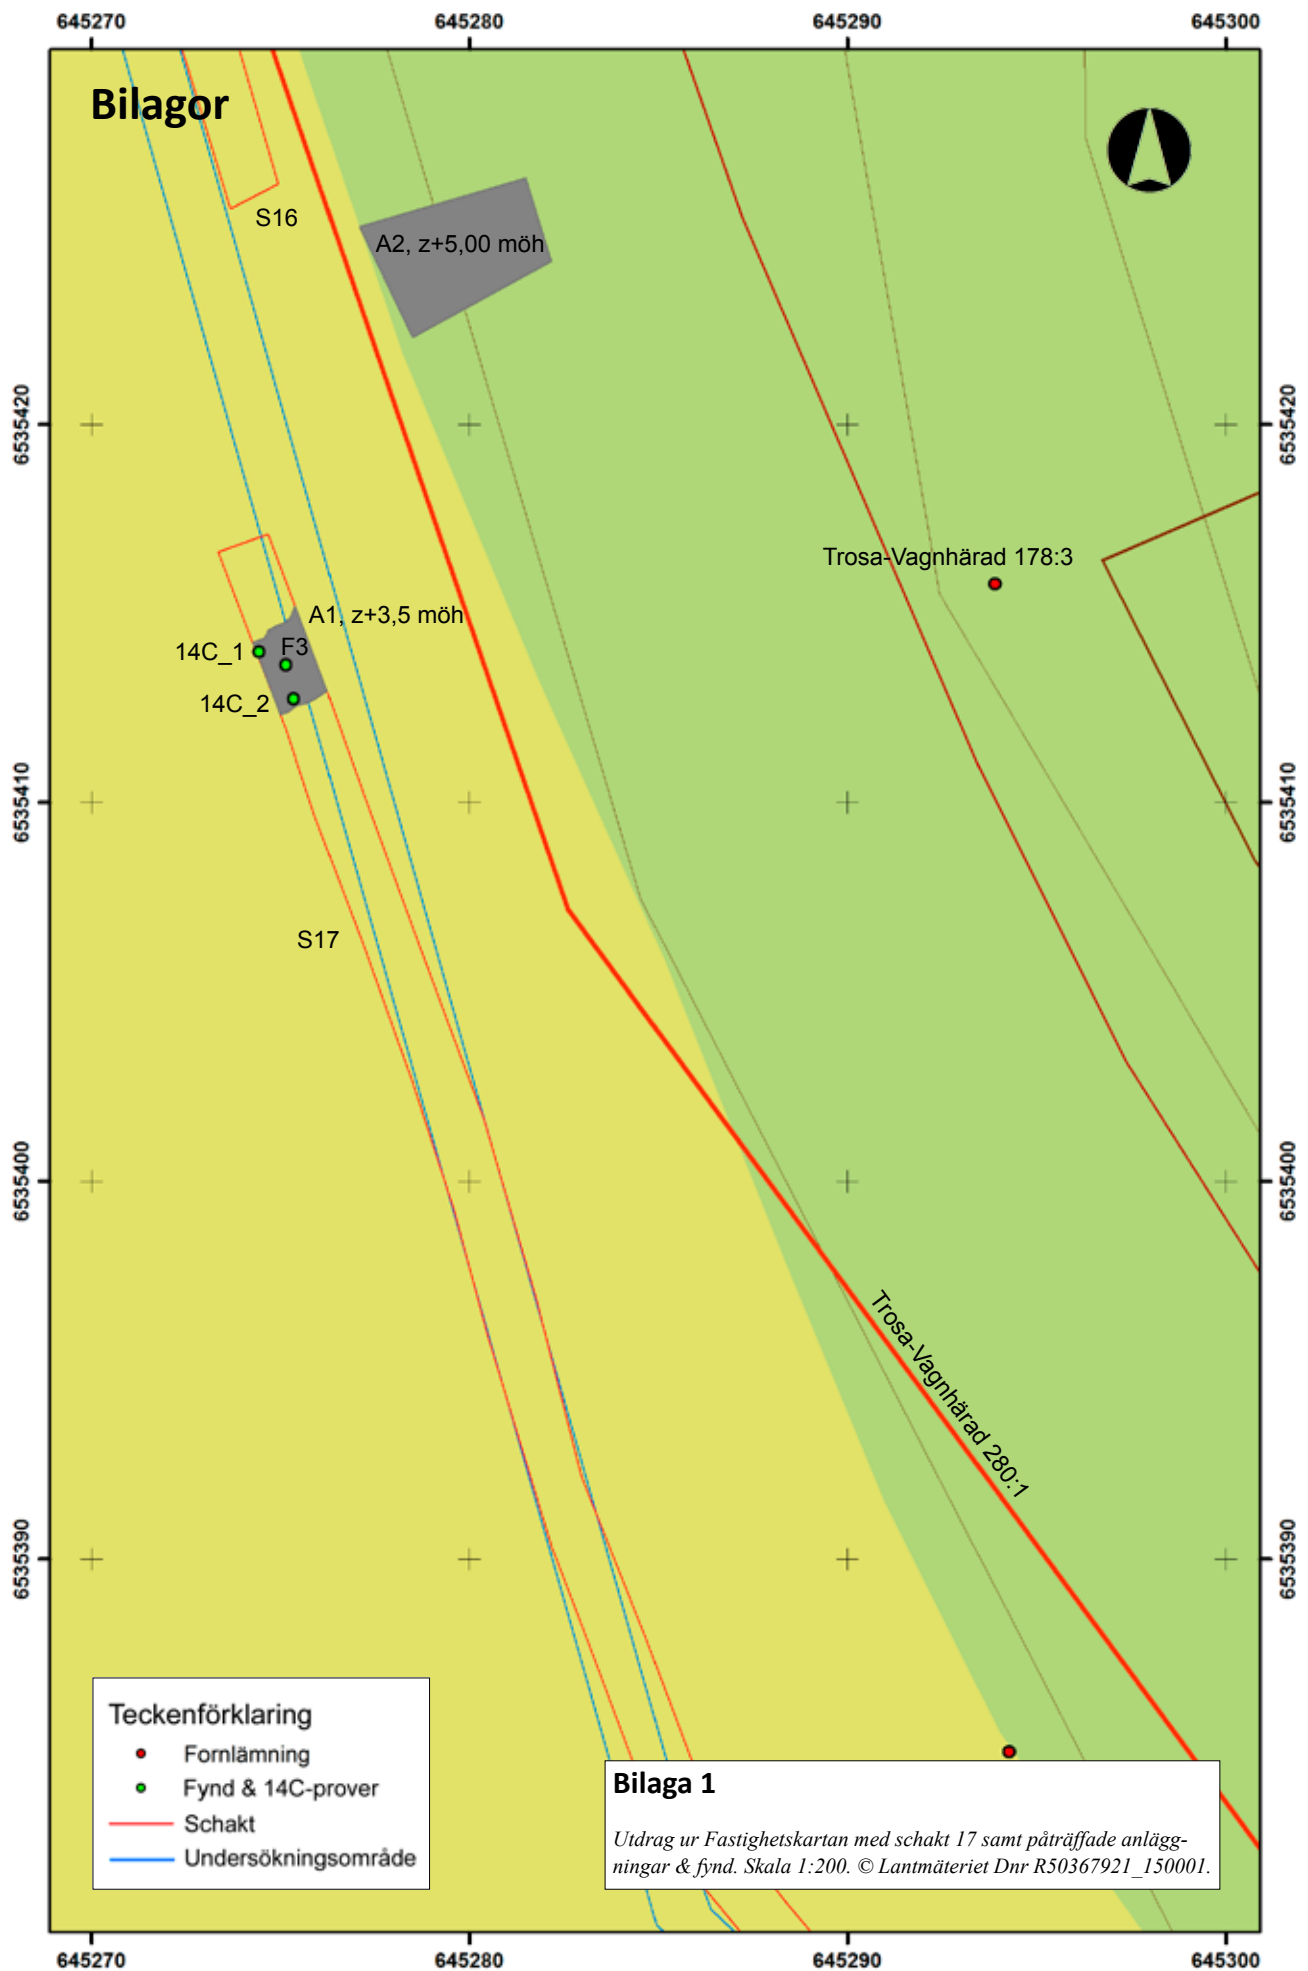 645270 645280 645290 645300
Bilagor
S16
A2, z+5,00 möh
6535420 6535420
Trosa-Vagnhärad 178:3
A1, z+3,5 möh
14C_1 F3
14C_2
6535410 6535410
S17
6535400 6535400
Trosa-Vagnhärad 280:1
6535390 6535390
Teckenförklaring
Fornlämning
Fynd & 14C-prover
Schakt
Undersökningsområde
Bilaga 1
Utdrag ur Fastighetskartan med schakt 17 samt påträffade anlägg-
ningar & fynd. Skala 1:200. © Lantmäteriet Dnr R50367921_150001.
645270 645280 645290 645300